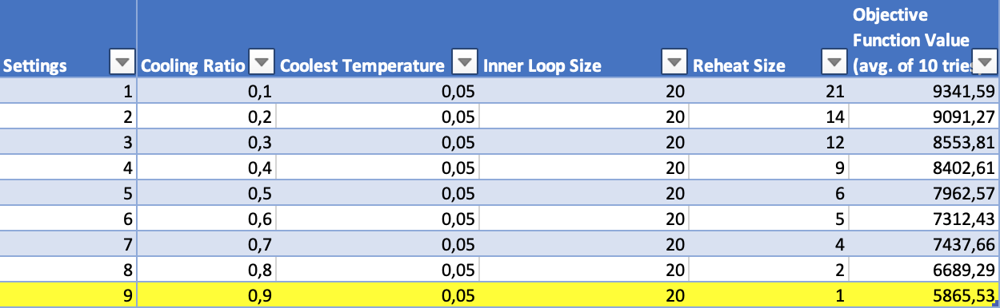 Objective
Function Value
Settings Cooling Ratio Coolest Temperature Inner Loop Size Reheat Size (avg. of 10 tries
1 0,1 0,05 20 21 9341,59
2 0,2 0,05 20 14 9091,27
3 0,3 0,05 20 12 8553,81
4 0,4 0,05 20 9 8402,61
5 0,5 0,05 20 6 7962,57
6 0,6 0,05 20 5 7312,43
7 0,7 0,05 20 4 7437,66
8 0,8 0,05 20 2 6689,29
9 0,9 0,05 20 1 5865,53